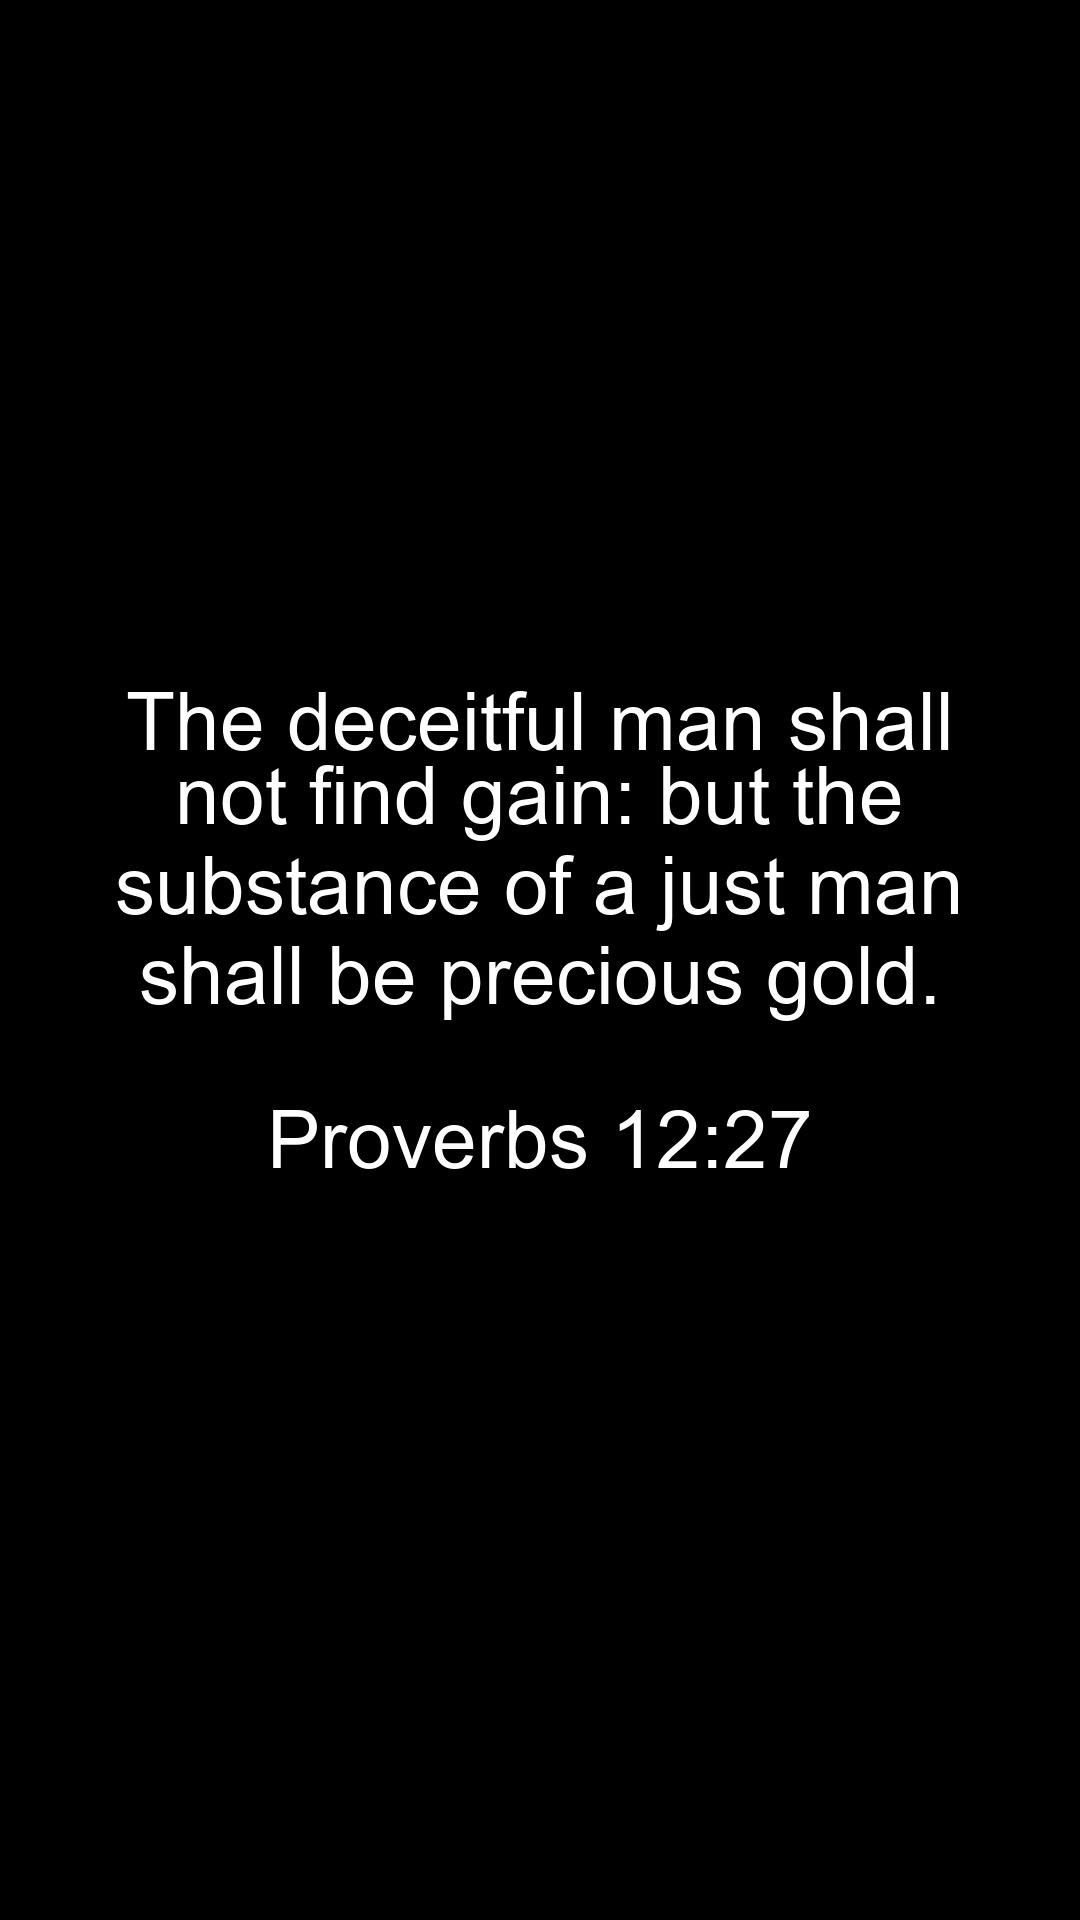 The deceitful man shall
not find gain: but the
substance of a just man
shall be precious gold.
Proverbs 12:27